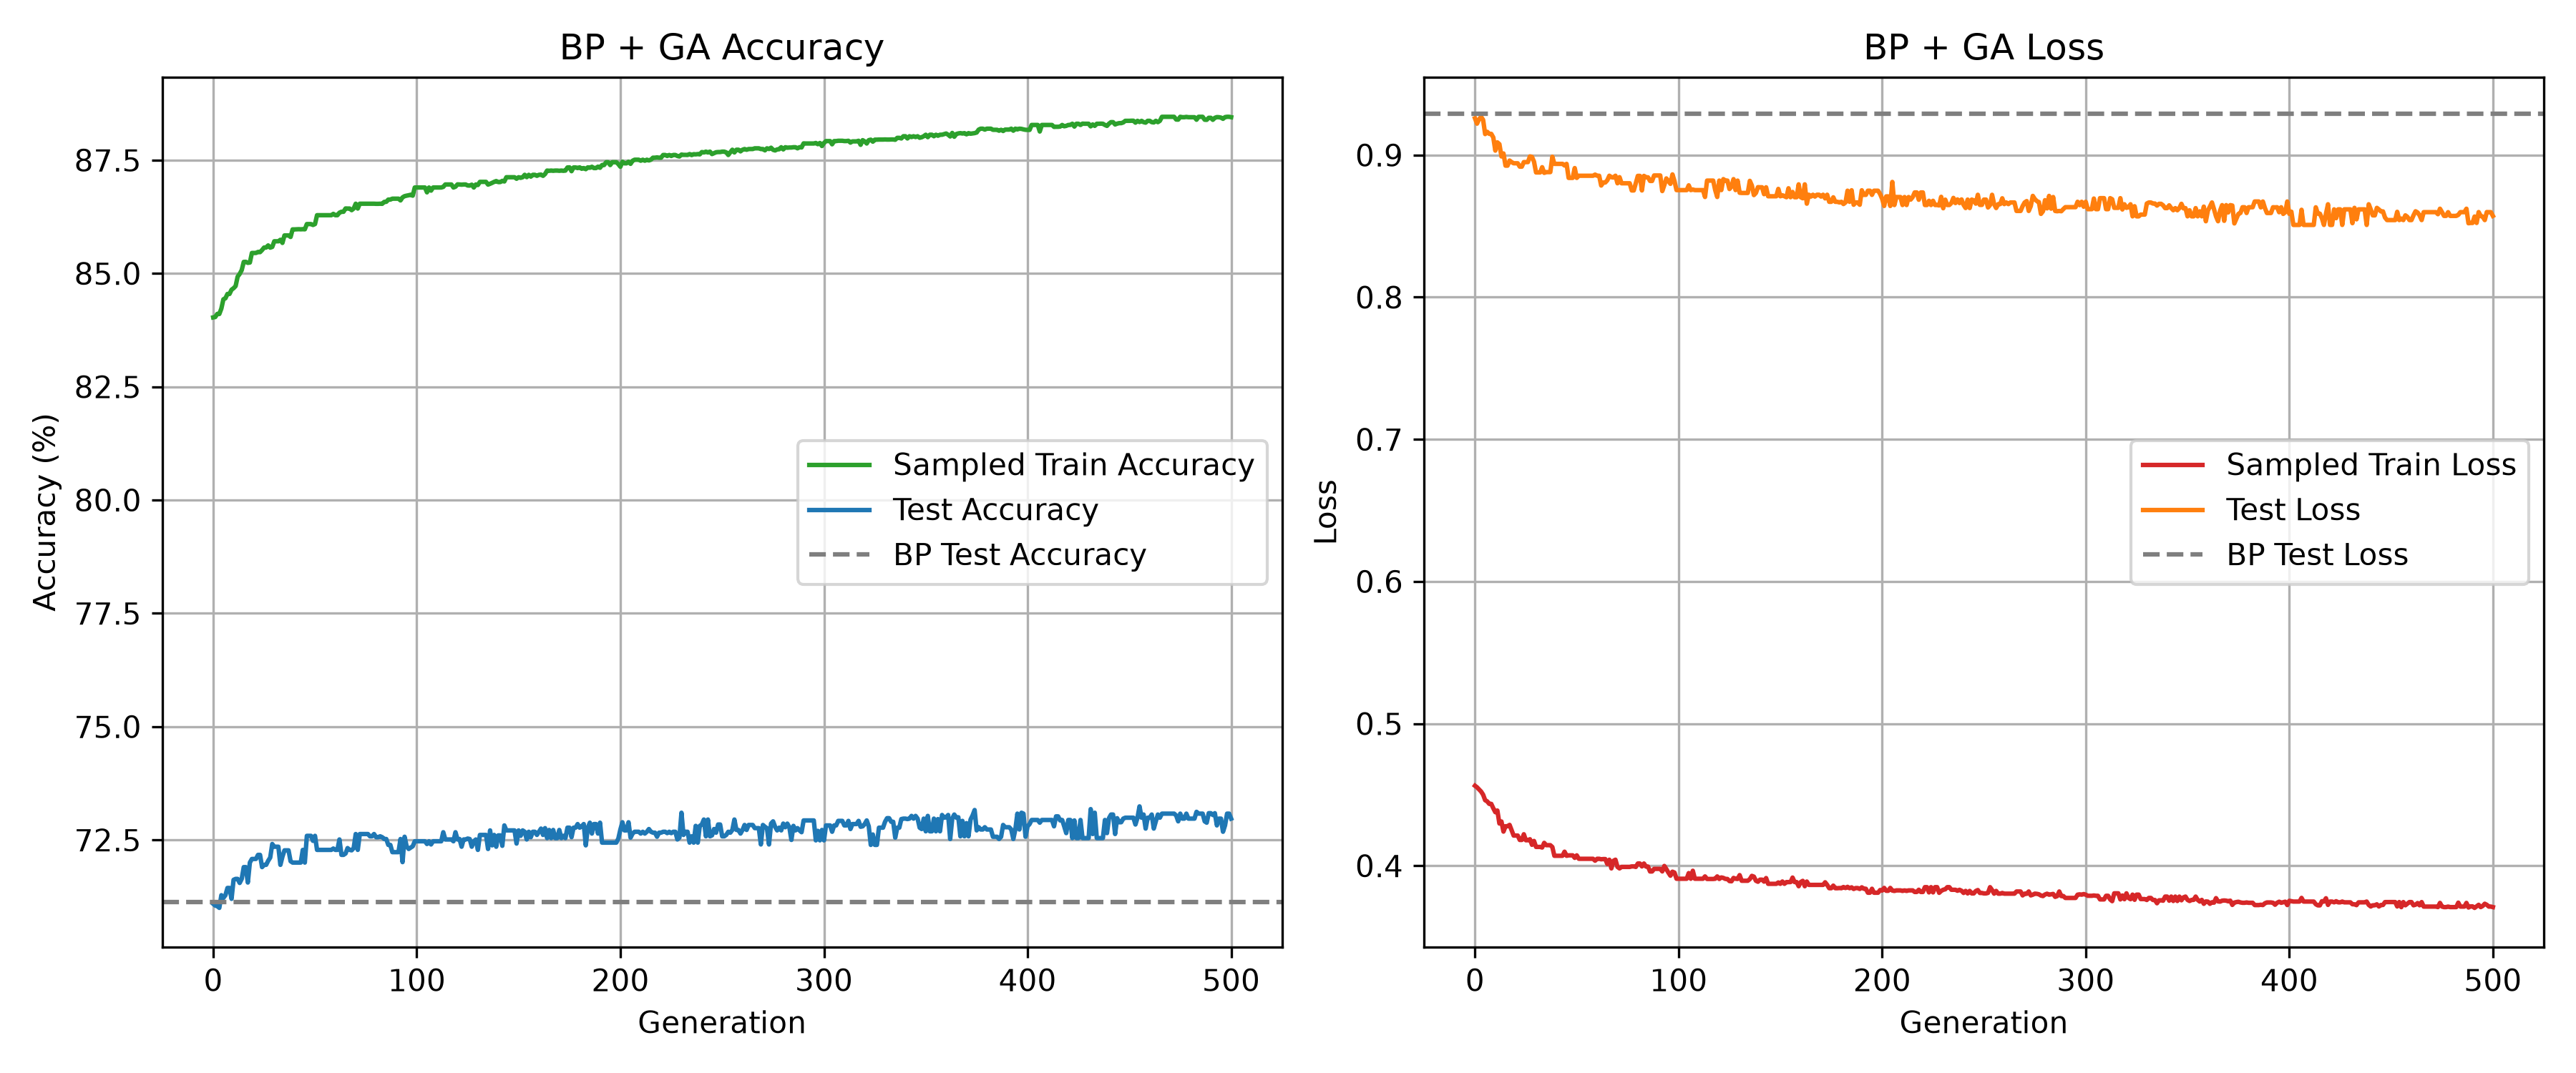 BP + GA Accuracy
87.5
85.0
82.5
80.0
77.5
75.0
72.5
Accuracy (%)
Sampled Train Accuracy
Test Accuracy
BP Test Accuracy
0 100 200 300 400 500
Generation
BP + GA Loss
0.9
0.8
0.7
0.6
0.5
0.4
Loss
Sampled Train Loss
Test Loss
BP Test Loss
0 100 200 300 400 500
Generation